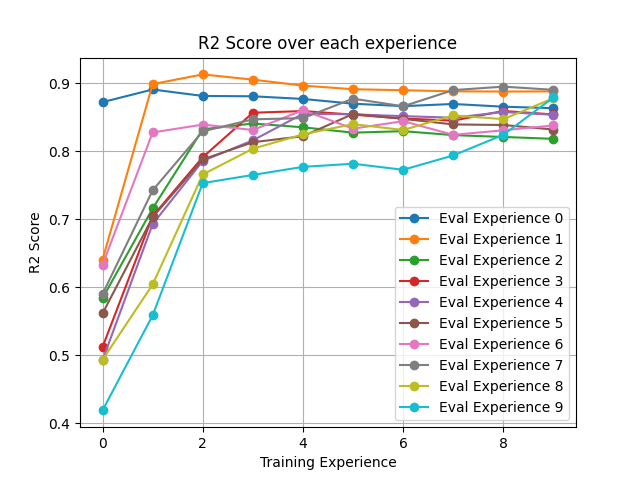 R2 Score over each experience
R2 Score
0.9
0.8
0.7
0.6
0.5
0.4
0 2 4 6 8
Training Experience
Eval Experience 0
Eval Experience 1
Eval Experience 2
Eval Experience 3
Eval Experience 4
Eval Experience 5
Eval Experience 6
Eval Experience 7
Eval Experience 8
Eval Experience 9